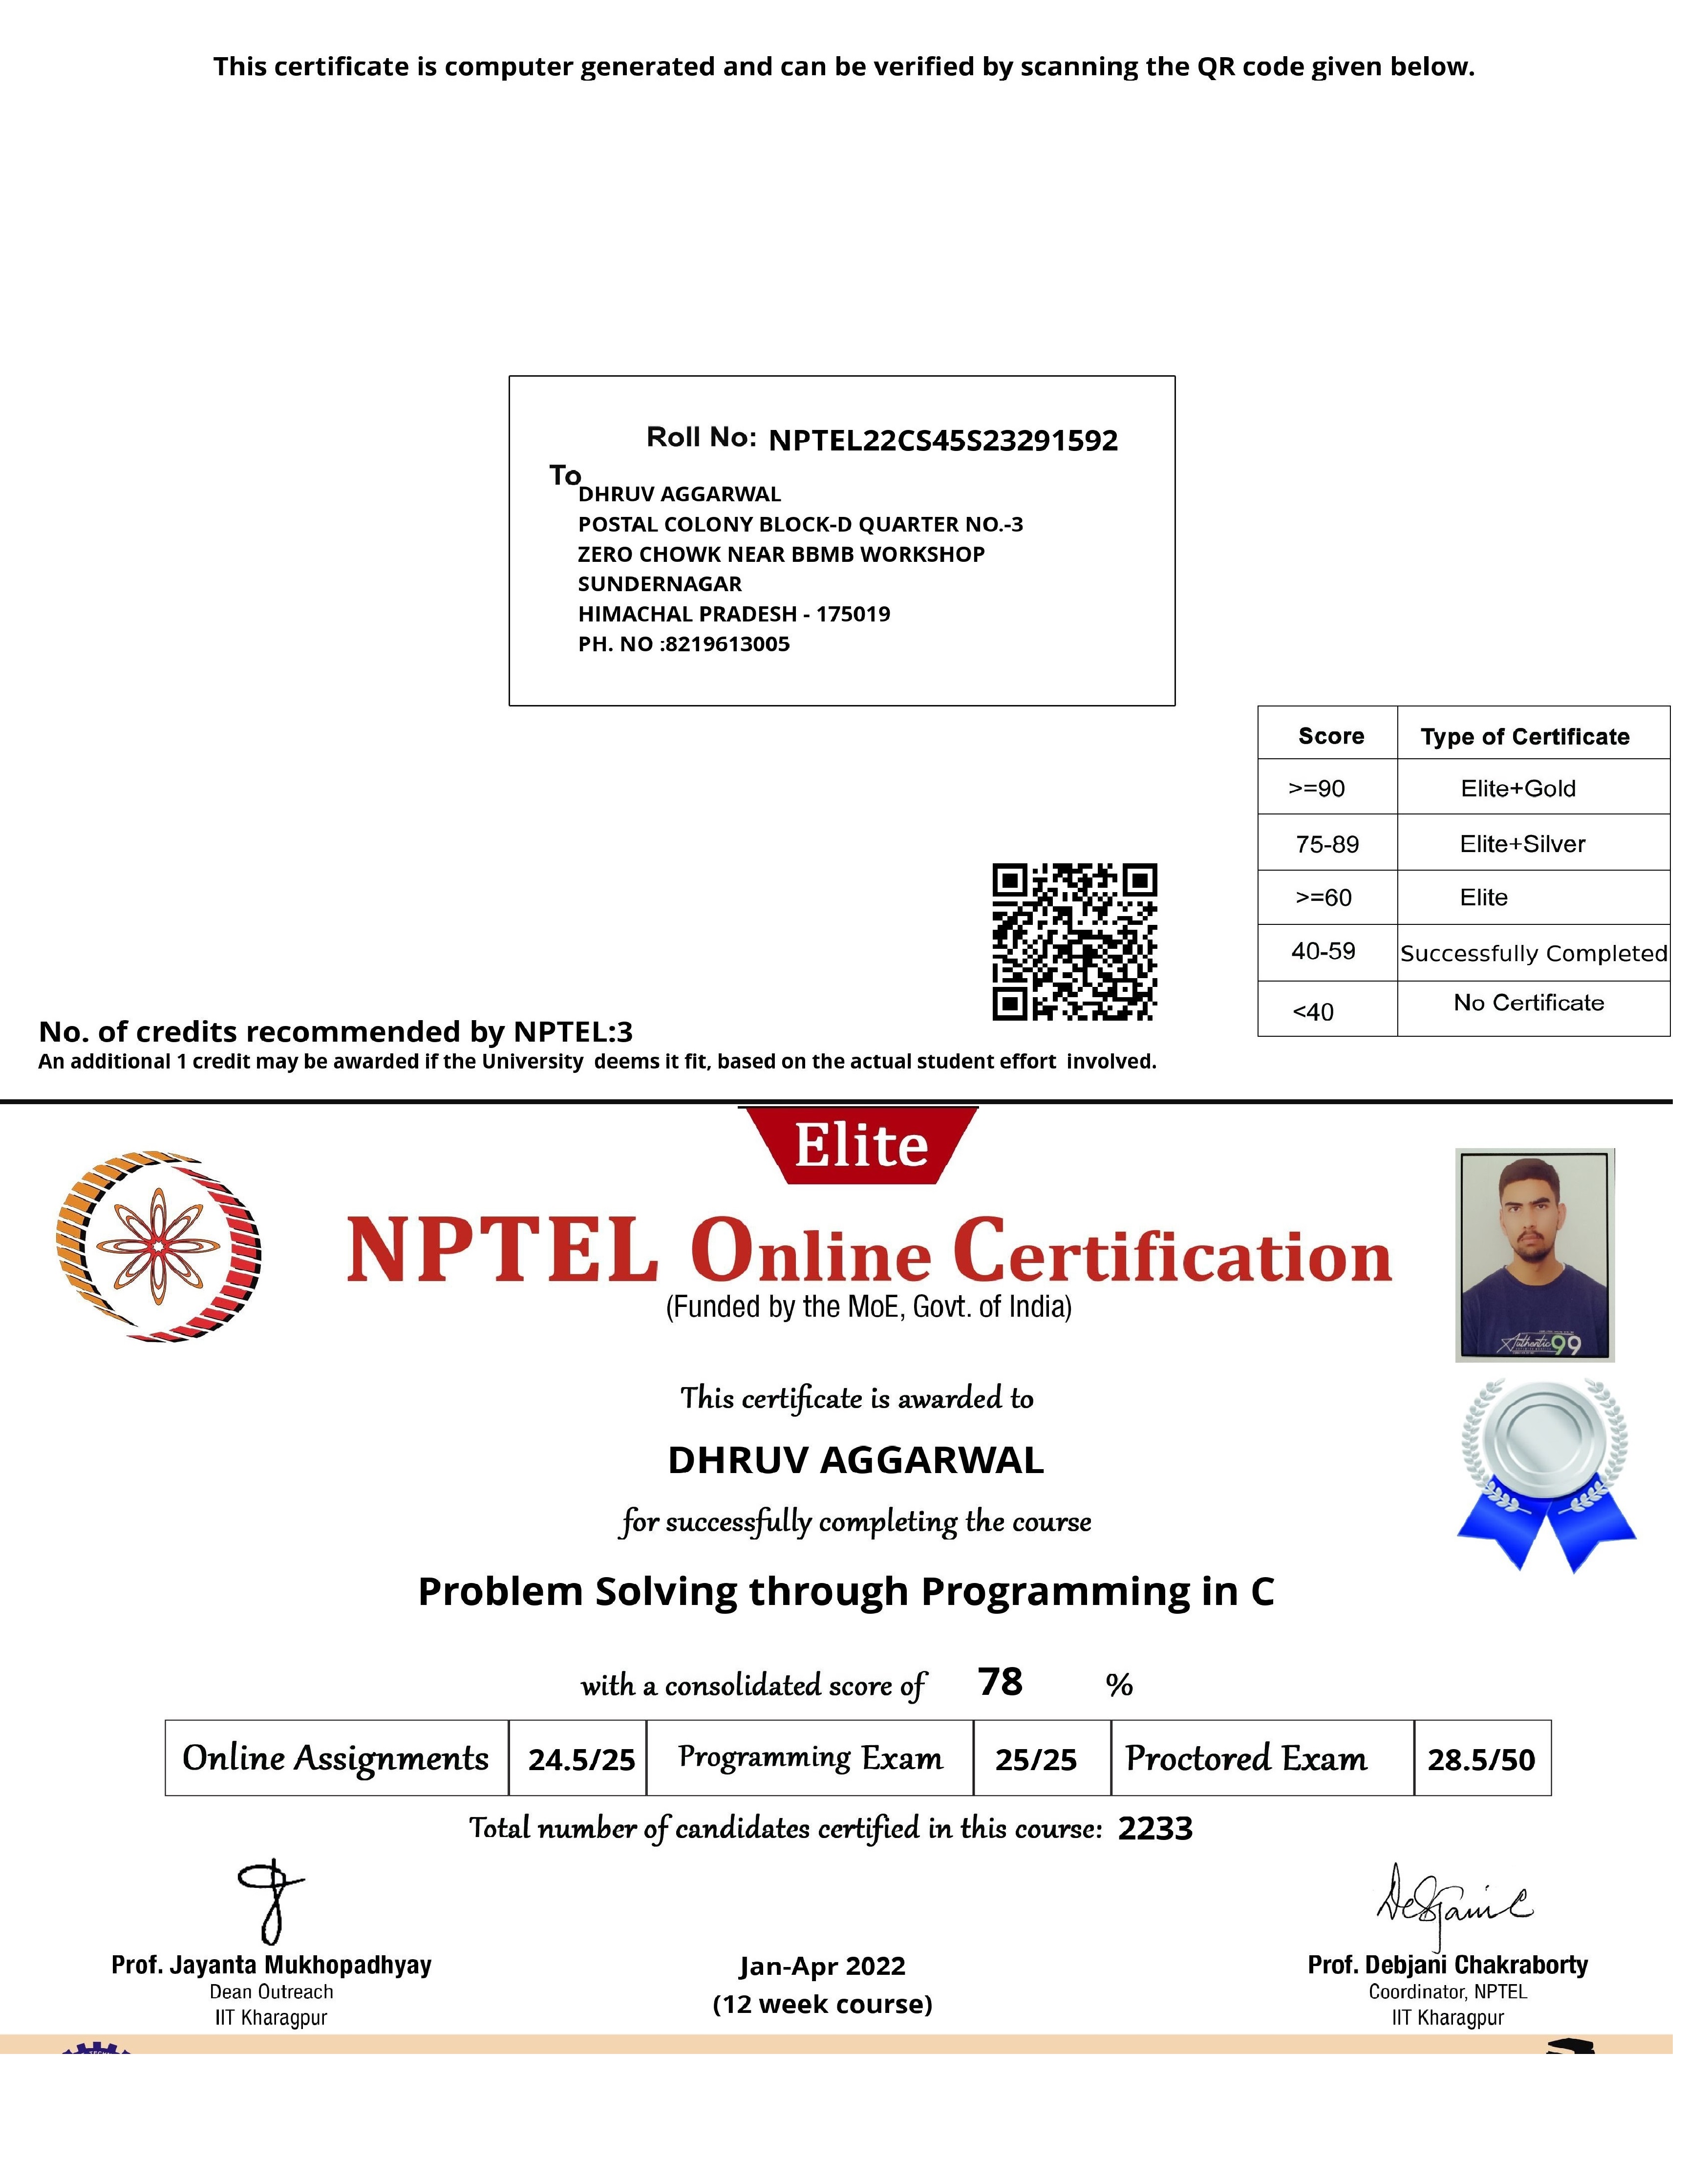 This certificate is computer generated and can be verified by scanning the QR code given below.
Roll No: NPTEL22CS45S23291592
To
DHRUV AGGARWAL
POSTAL COLONY BLOCK-D QUARTER NO.-3
ZERO CHOWK NEAR BBMB WORKSHOP
SUNDERNAGAR
HIMACHAL PRADESH - 175019
PH. NO :8219613005
Score Type of Certificate
>=90 Elite+Gold
75-89 Elite+Silver
>=60 Elite
40-59 Successfully Completed
<40 No Certificate
No. of credits recommended by NPTEL:3
An additional 1 credit may be awarded if the University deems it fit, based on the actual student effort involved.
Elite
NPTEL Online Certification
(Funded by the MoE, Govt. of India)
Authentic 99
This certificate is awarded to
DHRUV AGGARWAL
for successfully completing the course
Problem Solving through Programming in C
with a consolidated score of 78 %
Online Assignments 24.5/25 Programming Exam 25/25 Proctored Exam 28.5/50
Total number of candidates certified in this course: 2233
Debjani C
Prof. Jayanta Mukhopadhyay
Dean Outreach
IIT Kharagpur
Jan-Apr 2022
(12 week course)
Prof. Debjani Chakraborty
Coordinator, NPTEL
IIT Kharagpur